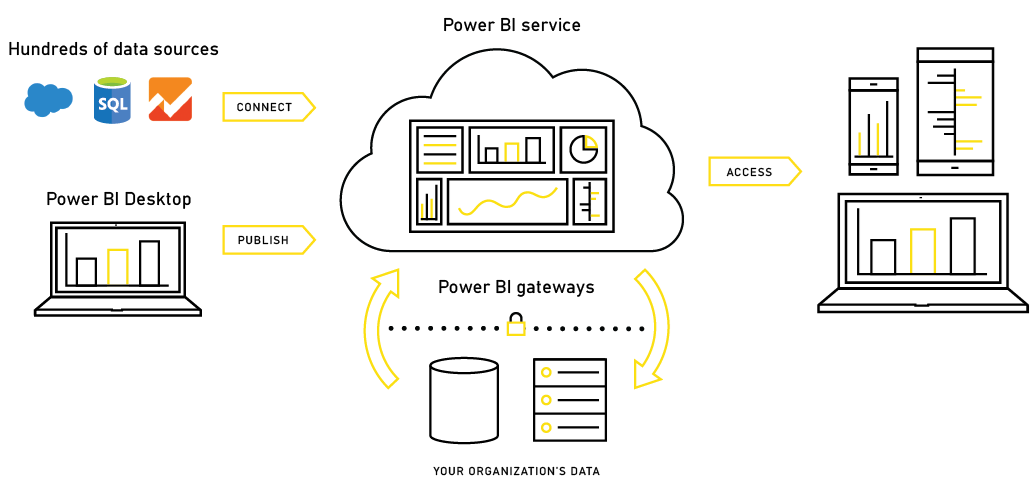 Power BI service
Hundreds of data sources
SQL
CONNECT
ACCESS
Power BI Desktop
PUBLISH
Power BI gateways
YOUR ORGANIZATION'S DATA